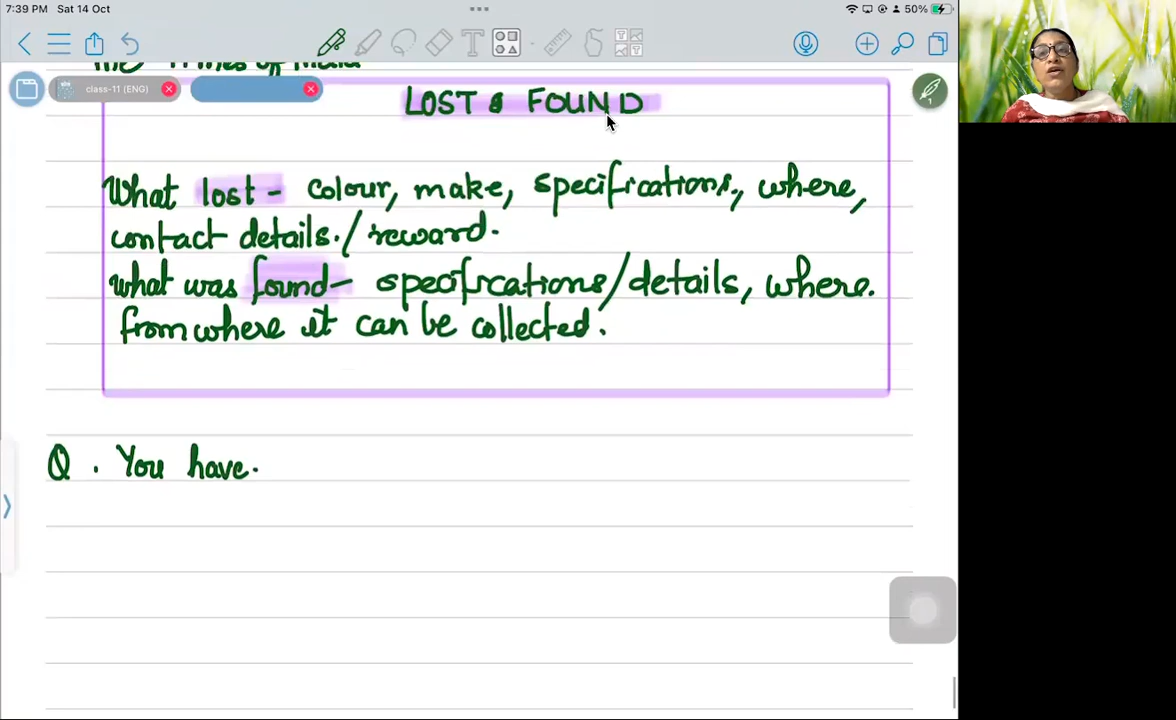 7:39 PM Sat 14 Oct
50%
class-11 (ENG)
LOST & FOUND
What lost - colour, make, specifications, where,
contact details. / reward.
what was found - specifications/details, where.
from where it can be collected.
Q. You have.